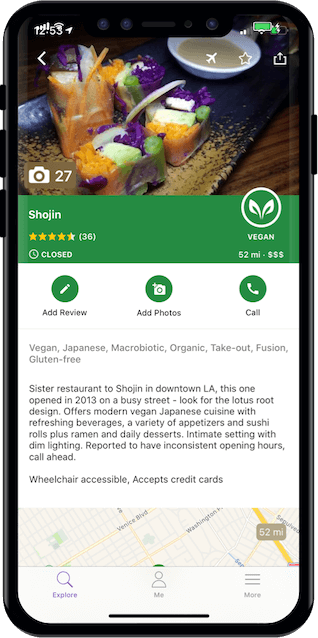 12:53
27
Shojin
(36)
VEGAN
CLOSED
52 mi · $$$
Add Review
Add Photos
Call
Vegan, Japanese, Macrobiotic, Organic, Take-out, Fusion,
Gluten-free
Sister restaurant to Shojin in downtown LA, this one
opened in 2013 on a busy street - look for the lotus root
design. Offers modern vegan Japanese cuisine with
refreshing beverages, a variety of appetizers and sushi
rolls plus ramen and daily desserts. Intimate setting with
dim lighting. Reported to have inconsistent opening hours,
call ahead.
Wheelchair accessible, Accepts credit cards
Venice Blvd
Washington
52 mi
Explore
Me
More